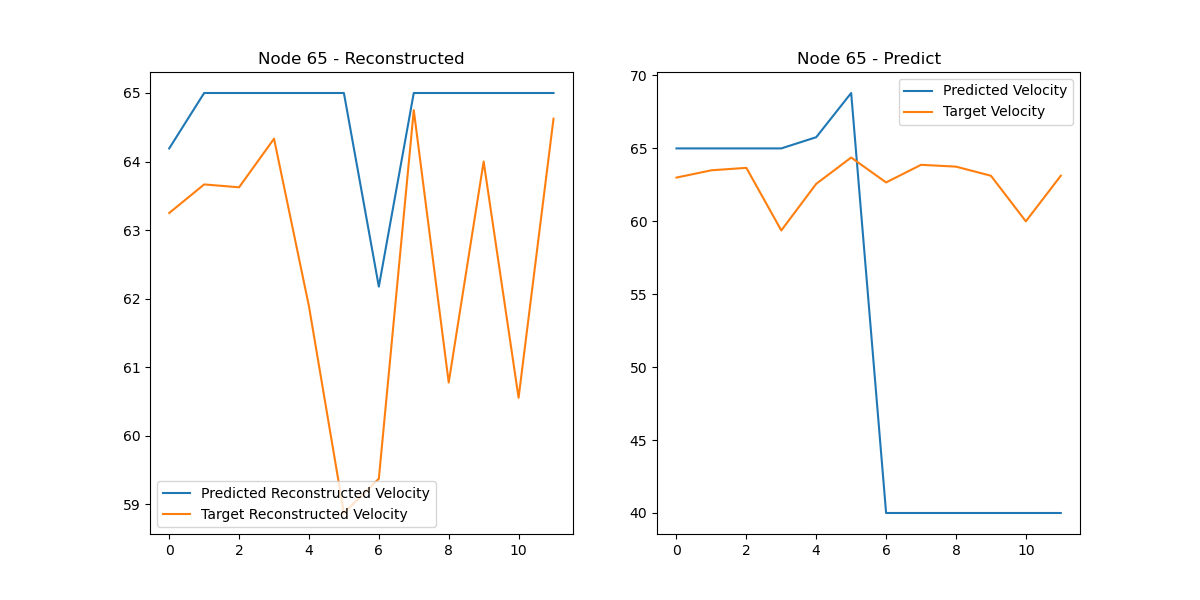 Node 65 - Reconstructed
65
64
63
62
61
60
59
0 2 4 6 8 10
Predicted Reconstructed Velocity
Target Reconstructed Velocity
Node 65 - Predict
70
65
60
55
50
45
40
0 2 4 6 8 10
Predicted Velocity
Target Velocity